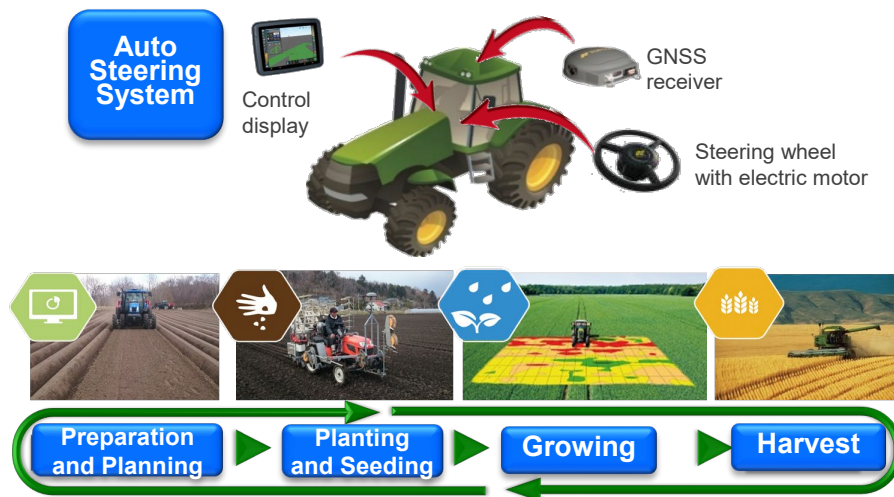 Auto
Steering
System
Control
display
GNSS
receiver
Steering wheel
with electric motor
Preparation
and Planning
Planting
and Seeding
Growing
Harvest